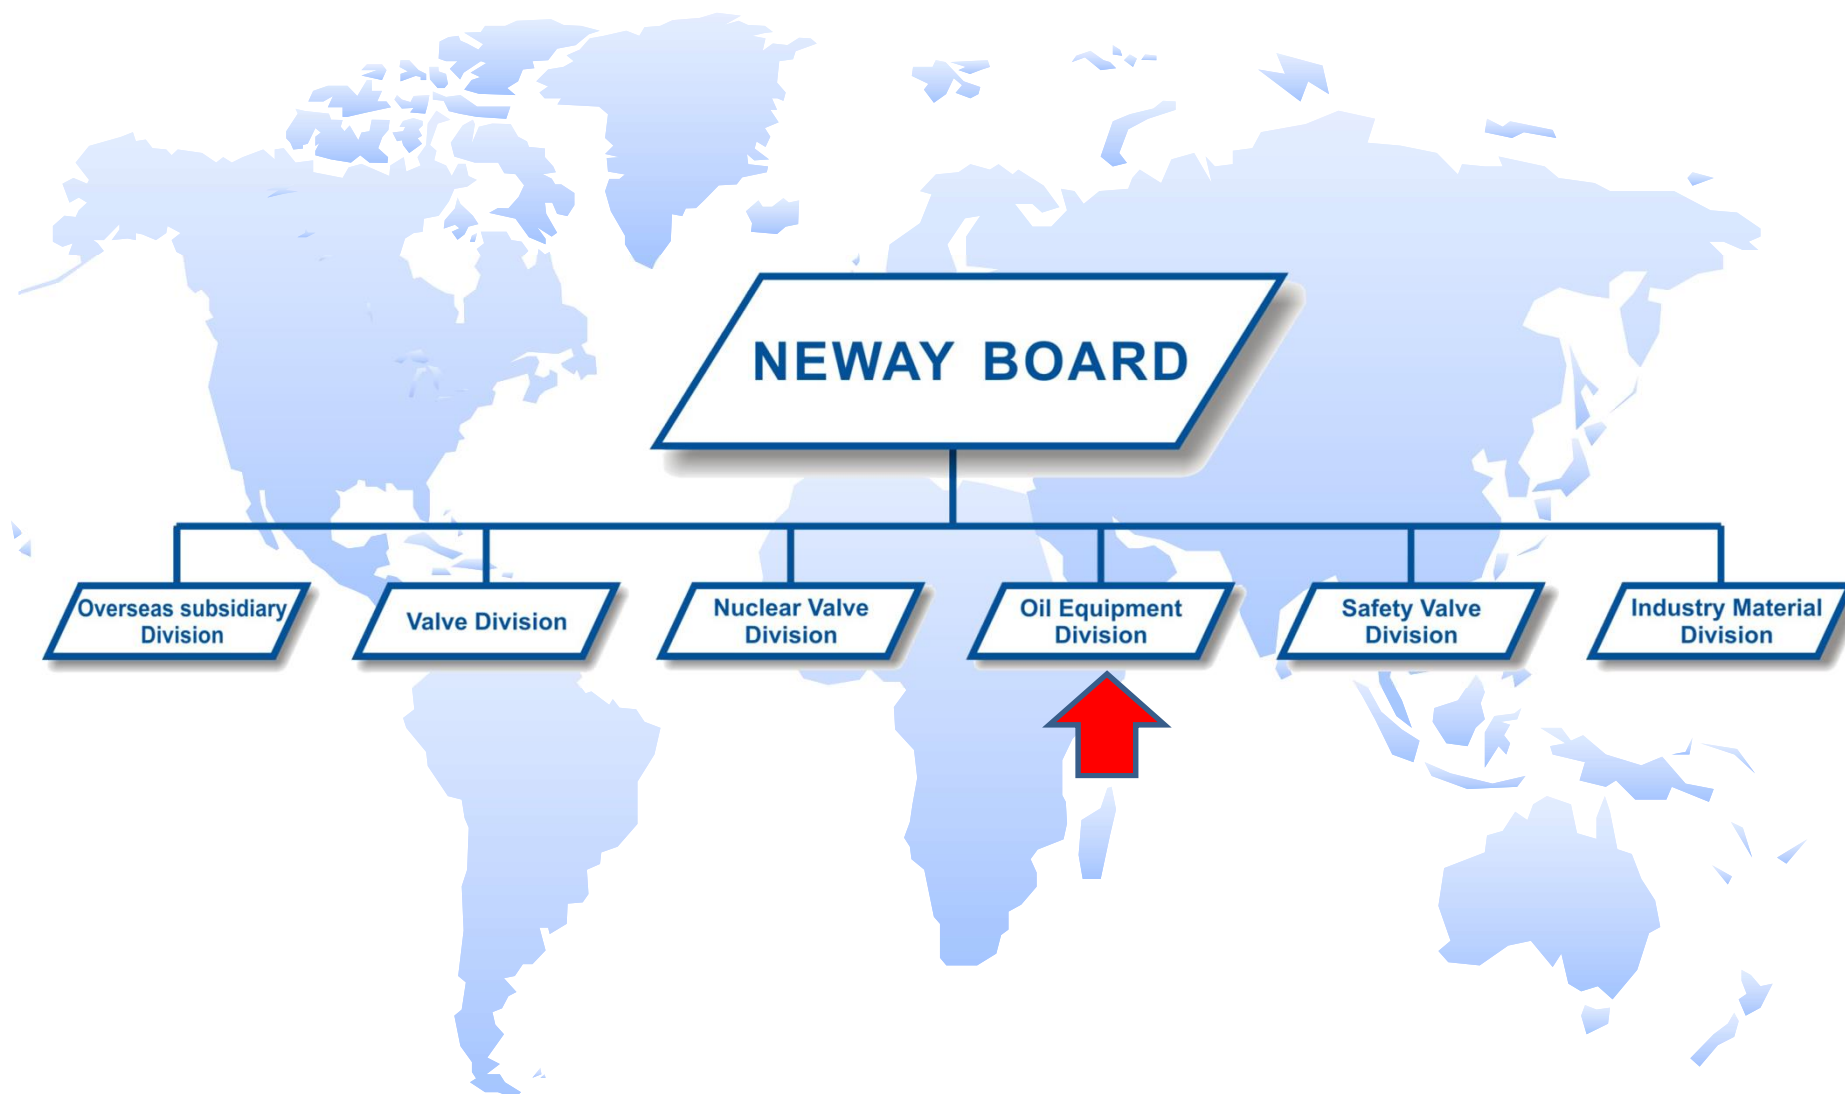 NEWAY BOARD
Overseas subsidiary
Division
Valve Division
Nuclear Valve
Division
Oil Equipment
Division
Safety Valve
Division
Industry Material
Division